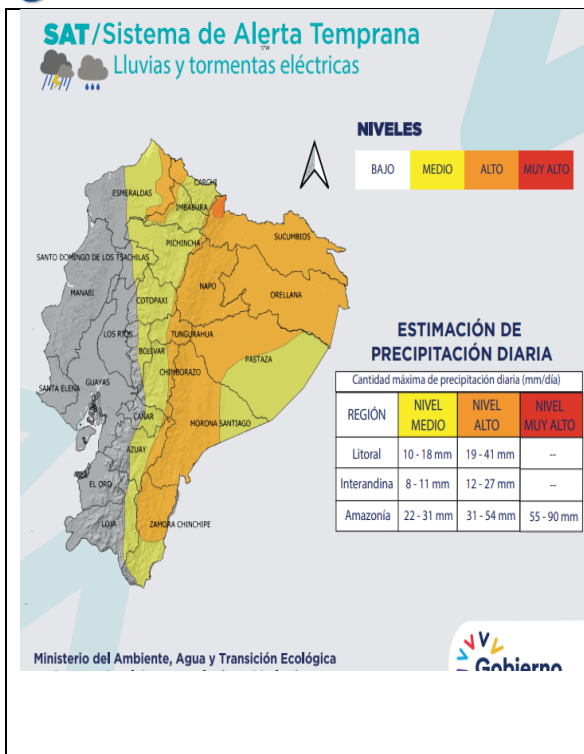 SAT/Sistema de Alerta Temprana
Lluvias y tormentas eléctricas
NIVELES
BAJO MEDIO ALTO MUY ALTO
ESMERALDAS
CARCHI
IMBABURA
SUCUMBIOS
PICHINCHA
SANTO DOMINGO DE LOS TSACHILAS
NAPO
MANABI
ORELLANA
COTOPAXI
LOS RIOS
TUNGURAHUA
BOLIVAR
PASTAZA
CHIMBORAZO
GUAYAS
SANTA ELENA
CAÑAR
MORONA SANTIAGO
AZUAY
EL ORO
LOJA
ZAMORA CHINCHIPE
ESTIMACIÓN DE
PRECIPITACIÓN DIARIA
Cantidad máxima de precipitación diaria (mm/día)
REGIÓN NIVEL MEDIO NIVEL ALTO NIVEL MUY ALTO
Litoral 10 - 18 mm 19 - 41 mm --
Interandina 8 - 11 mm 12 - 27 mm --
Amazonía 22 - 31 mm 31 - 54 mm 55 - 90 mm
Ministerio del Ambiente, Agua y Transición Ecológica
Gobierno